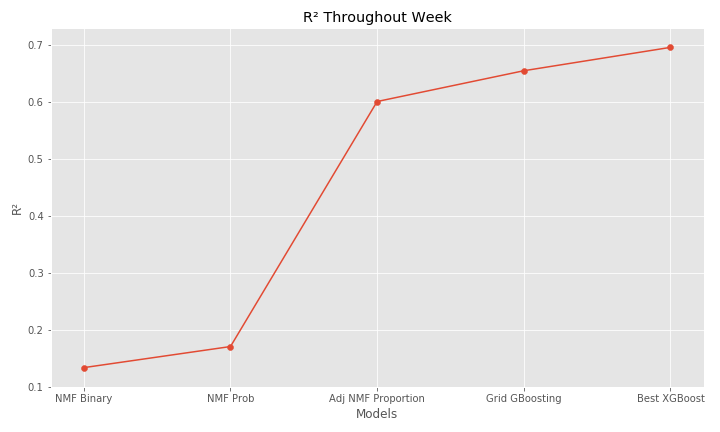 R² Throughout Week
0.7
0.6
0.5
0.4
0.3
0.2
0.1
R²
NMF Binary
NMF Prob
Adj NMF Proportion
Grid GBoosting
Best XGBoost
Models